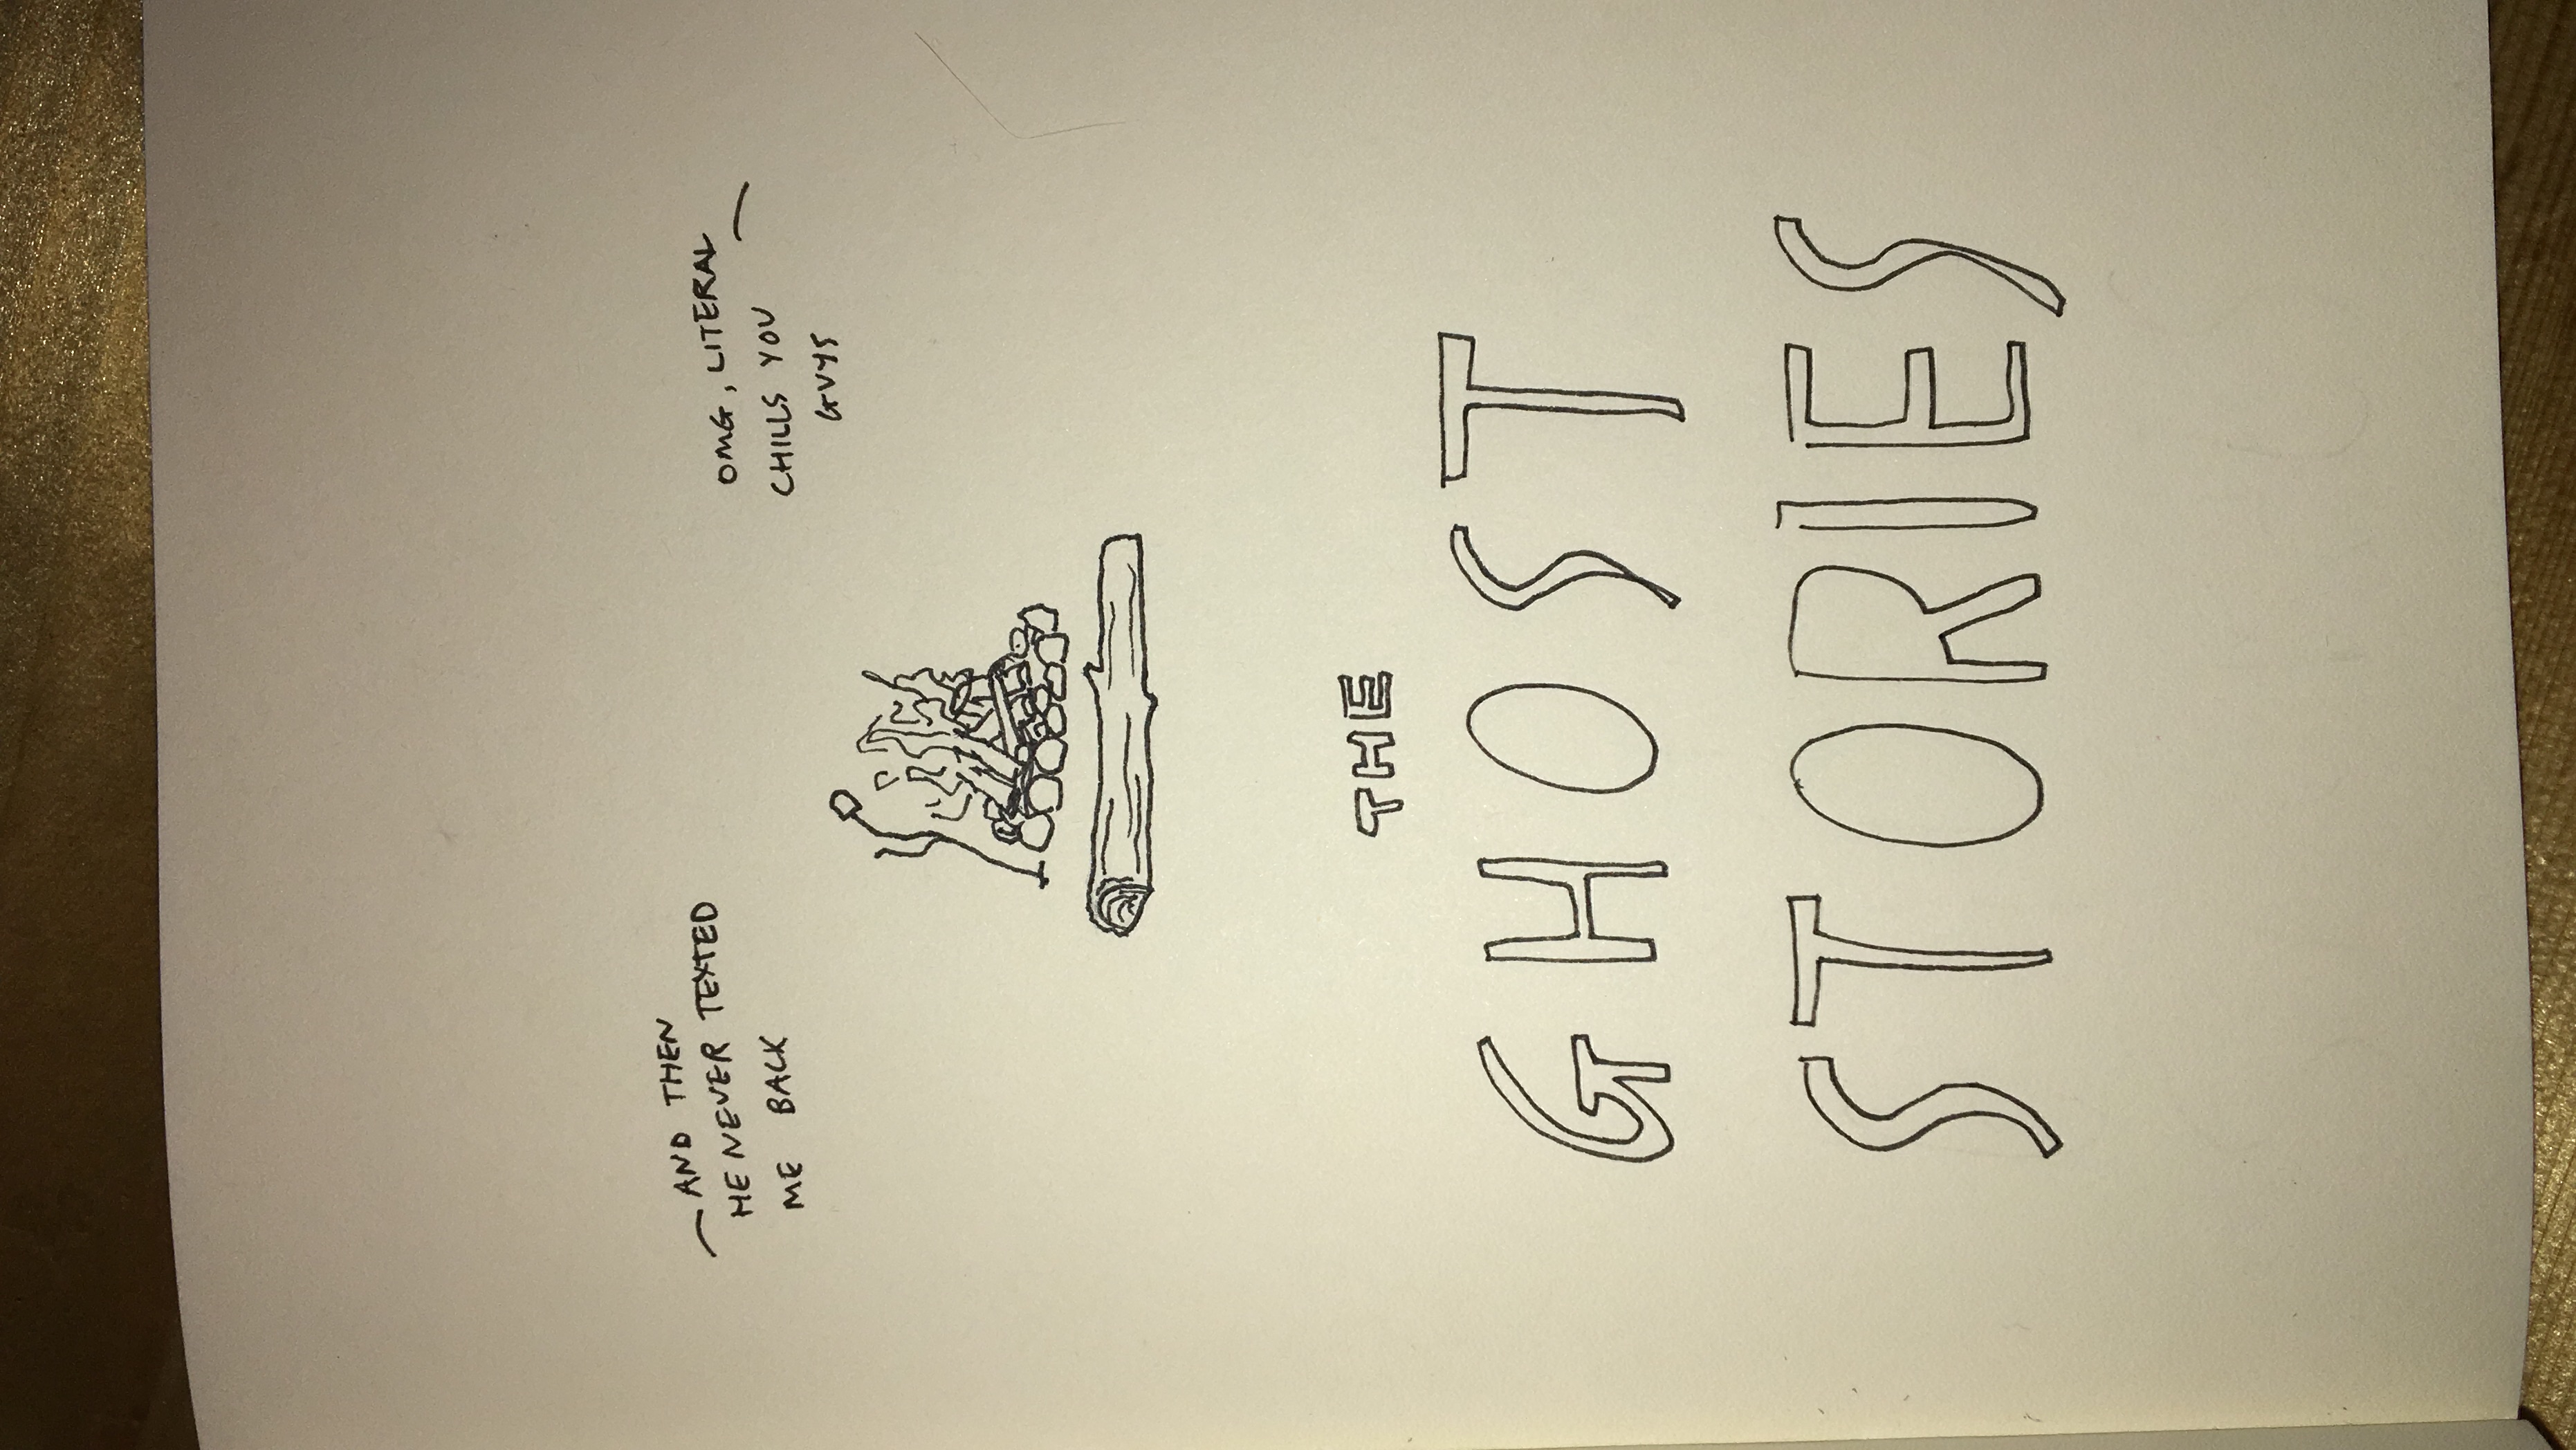 AND THEN
HE NEVER TEXTED
ME BACK
OMG, LITERAL
CHILLS YOU
GUYS
THE
GHOST
STORIES